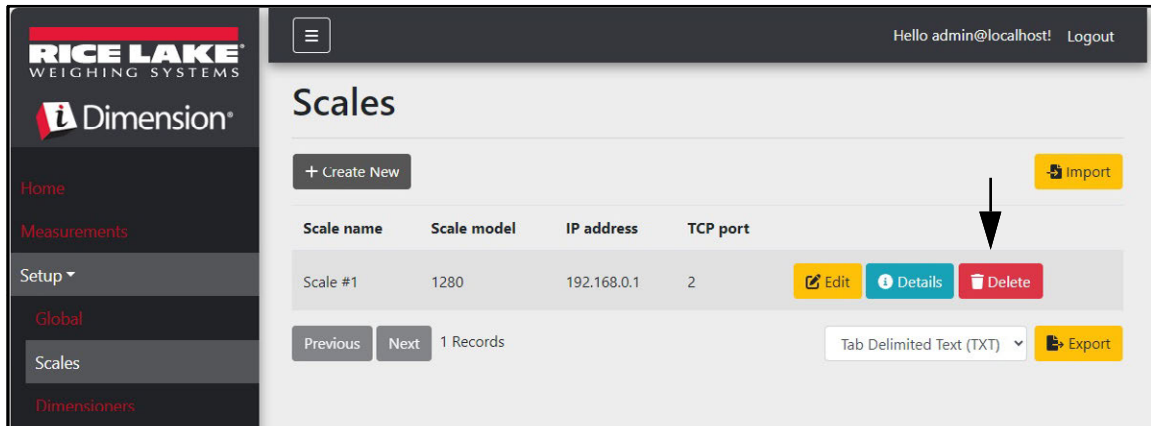 RICE LAKE®
WEIGHING SYSTEMS
i Dimension®
Home
Measurements
Setup
Global
Scales
Dimensioners
Hello admin@localhost! Logout
Scales
+ Create New
Import
Scale name Scale model IP address TCP port
Scale #1 1280 192.168.0.1 2 Edit Details Delete
Previous Next 1 Records Tab Delimited Text (TXT) Export